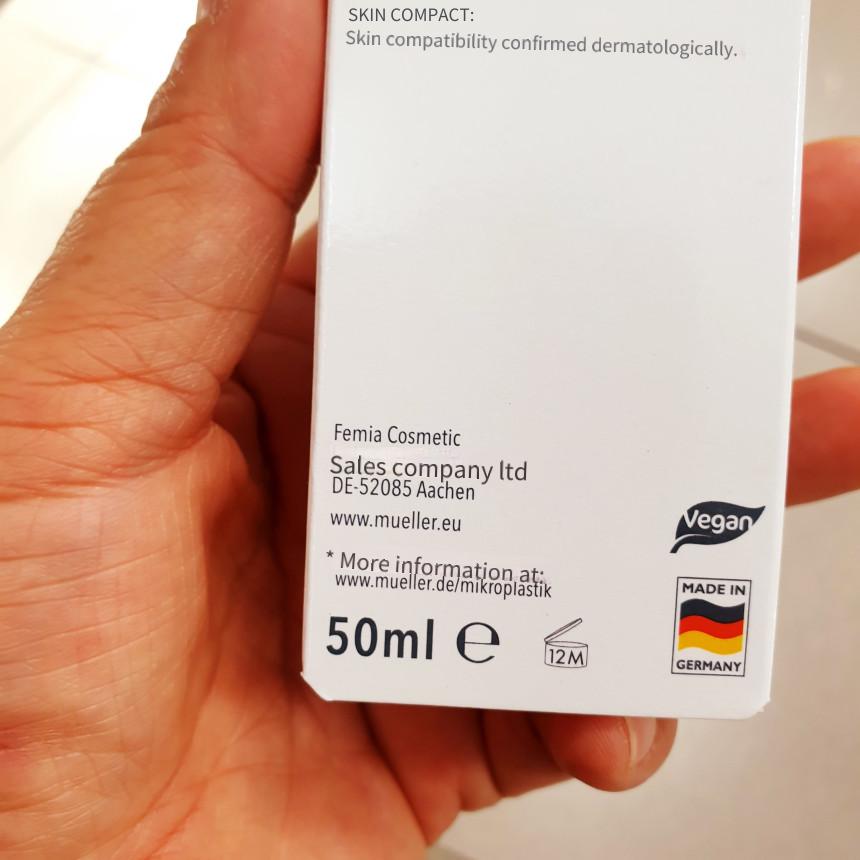 SKIN COMPACT:
Skin compatibility confirmed dermatologically.
Femia Cosmetic
Sales company ltd
DE-52085 Aachen
www.mueller.eu
* More information at:
www.mueller.de/mikroplastik
50ml ℮
12M
Vegan
MADE IN
GERMANY